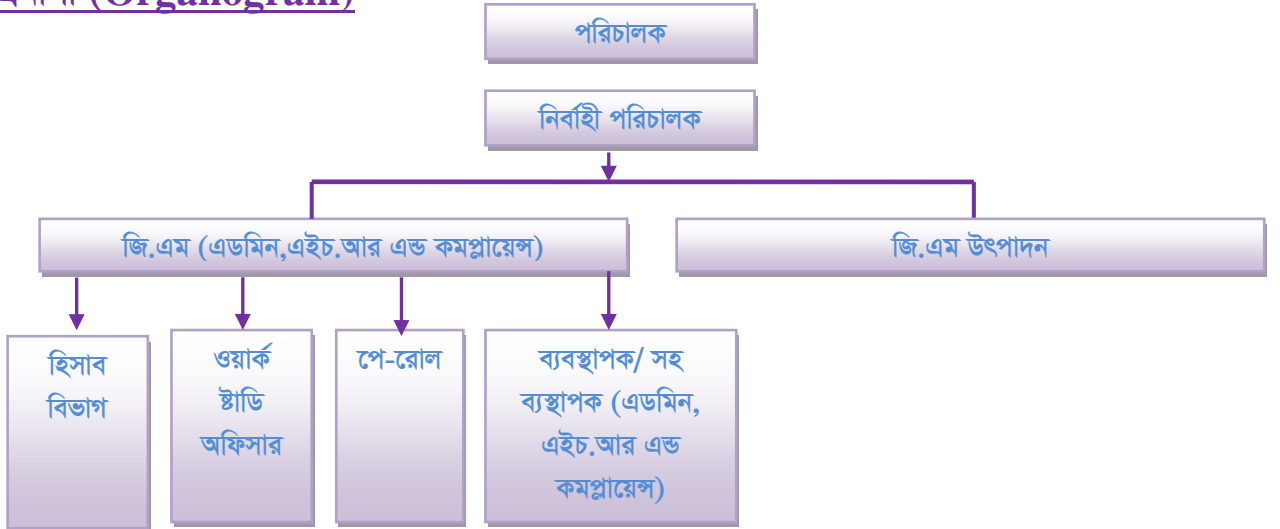 (Organogram)
পরিচালক
নির্বাহী পরিচালক
জি.এম (এডমিন,এইচ.আর এন্ড কমপ্লায়েন্স)
জি.এম উৎপাদন
হিসাব
বিভাগ
ওয়ার্ক
ষ্টাডি
অফিসার
পে-রোল
ব্যবস্থাপক/ সহ
ব্যস্থাপক (এডমিন,
এইচ.আর এন্ড
কমপ্লায়েন্স)